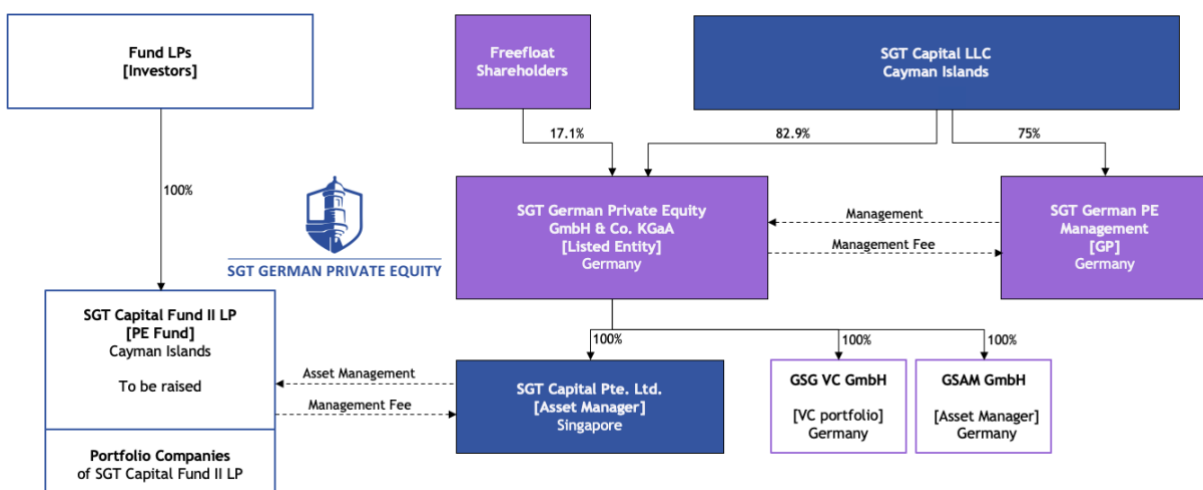 Fund LPs
[Investors]
Freefloat
Shareholders
SGT Capital LLC
Cayman Islands
17.1%
82.9%
75%
100%
SGT German Private Equity
GmbH & Co. KGaA
[Listed Entity]
Germany
Management
Management Fee
SGT German PE
Management
[GP]
Germany
SGT GERMAN PRIVATE EQUITY
SGT Capital Fund II LP
[PE Fund]
Cayman Islands
To be raised
Portfolio Companies
of SGT Capital Fund II LP
Asset Management
Management Fee
100%
100%
100%
SGT Capital Pte. Ltd.
[Asset Manager]
Singapore
GSG VC GmbH
[VC portfolio]
Germany
GSAM GmbH
[Asset Manager]
Germany